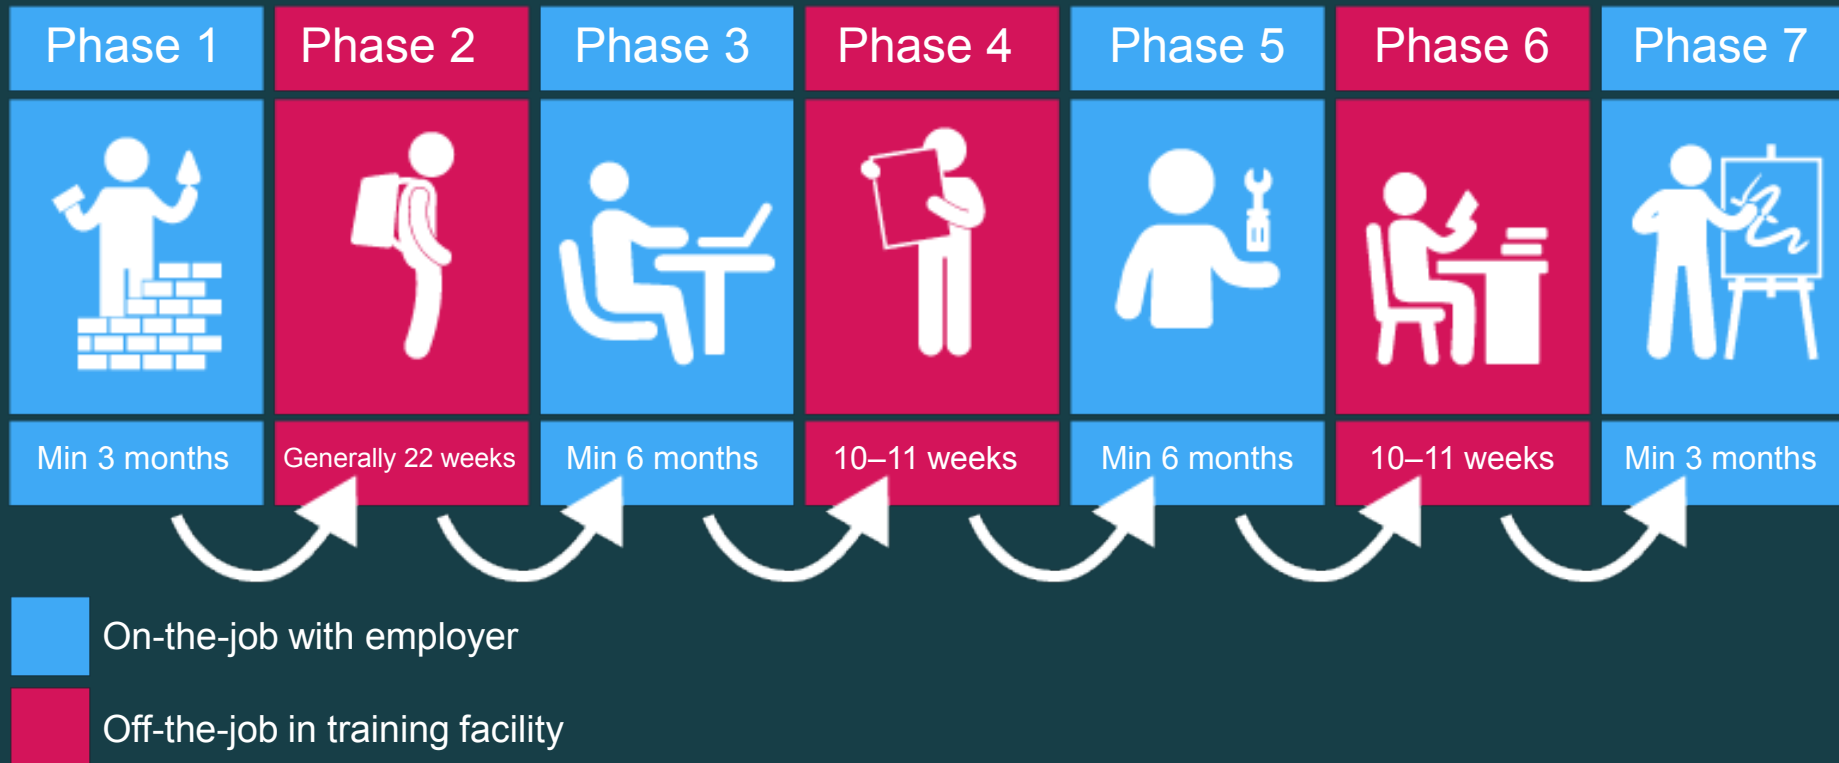 Phase 1
Phase 2
Phase 3
Phase 4
Phase 5
Phase 6
Phase 7
Min 3 months
Generally 22 weeks
Min 6 months
10–11 weeks
Min 6 months
10–11 weeks
Min 3 months
On-the-job with employer
Off-the-job in training facility